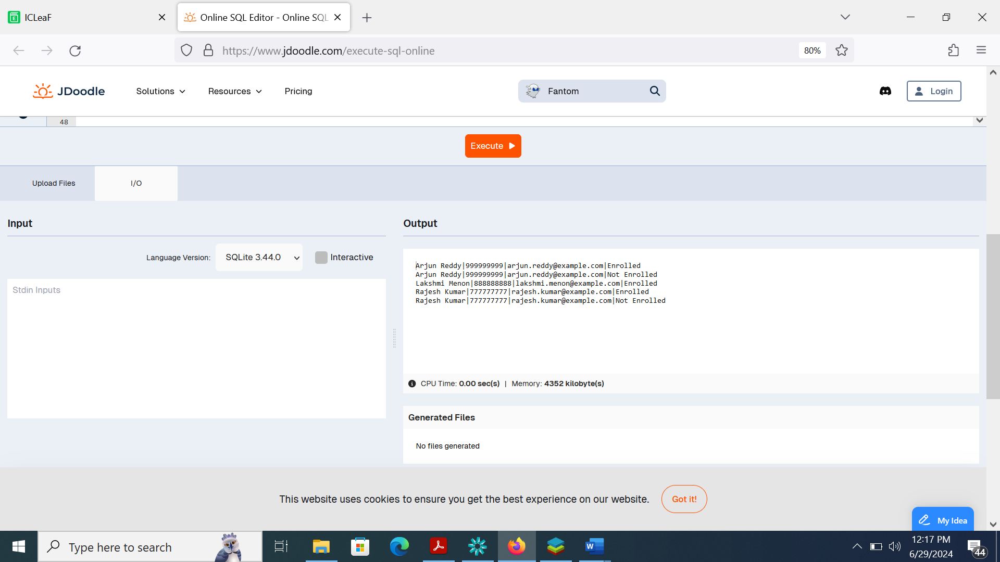 ICLeaF
Online SQL Editor - Online SQL
https://www.jdoodle.com/execute-sql-online
80%
JDoodle
Solutions
Resources
Pricing
Fantom
Login
48
Execute
Upload Files
I/O
Input
Output
Language Version:
SQLite 3.44.0
Interactive
Stdin Inputs
Arjun Reddy|999999999|arjun.reddy@example.com|Enrolled
Arjun Reddy|999999999|arjun.reddy@example.com|Not Enrolled
Lakshmi Menon|888888888|lakshmi.menon@example.com|Enrolled
Rajesh Kumar|777777777|rajesh.kumar@example.com|Enrolled
Rajesh Kumar|777777777|rajesh.kumar@example.com|Not Enrolled
CPU Time: 0.00 sec(s) | Memory: 4352 kilobyte(s)
Generated Files
No files generated
This website uses cookies to ensure you get the best experience on our website.
Got it!
My Idea
Type here to search
12:17 PM
6/29/2024
44